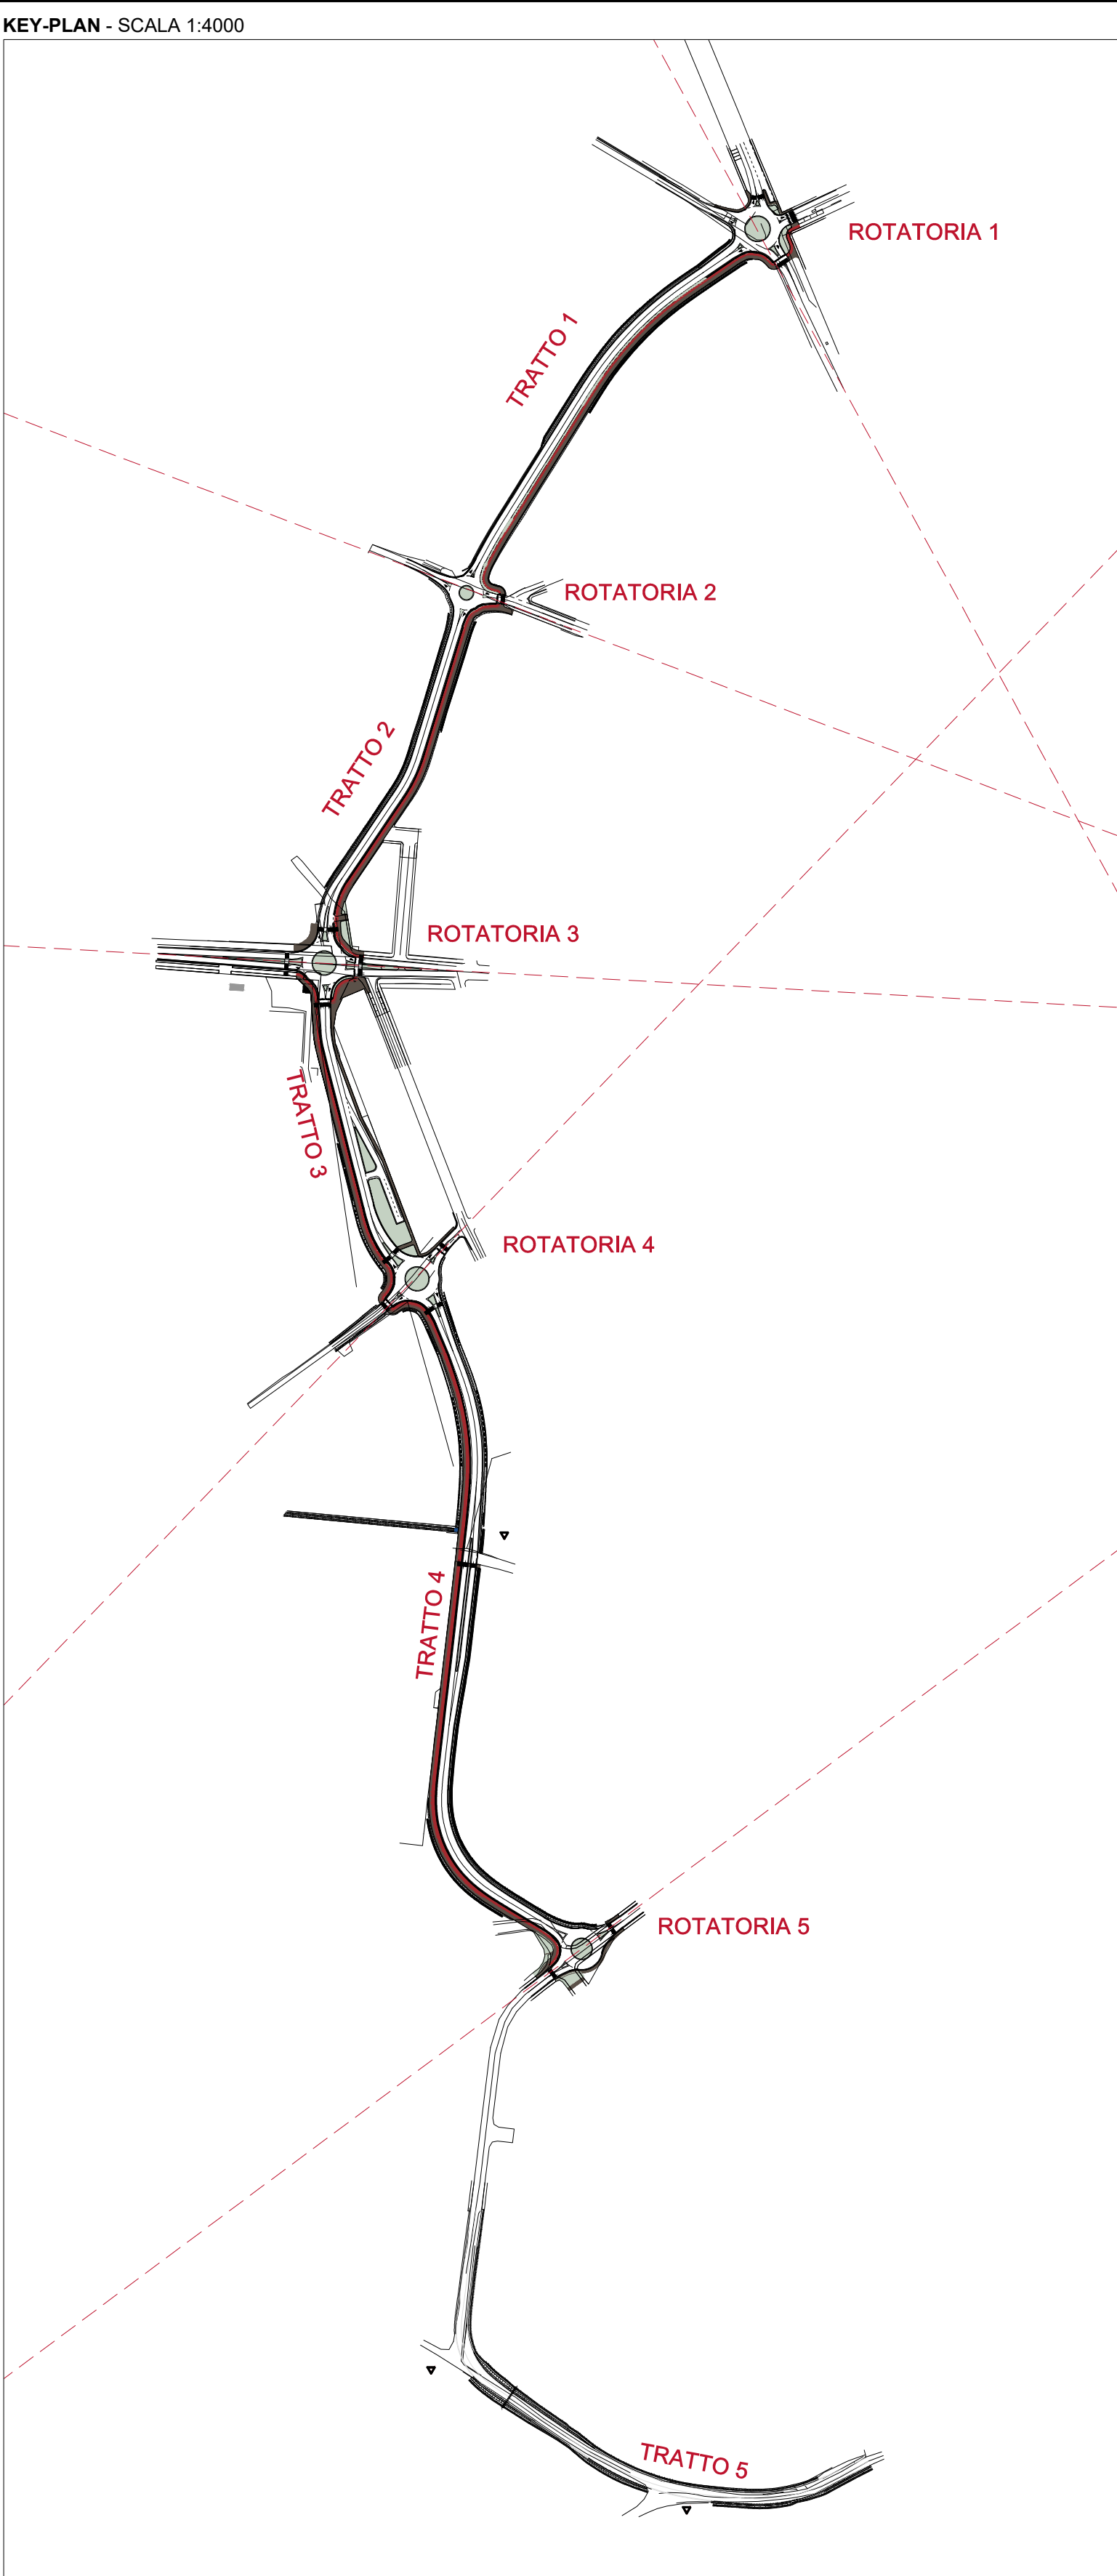 KEY-PLAN - SCALA 1:4000
ROTATORIA 1
TRATTO 1
ROTATORIA 2
TRATTO 2
ROTATORIA 3
TRATTO 3
ROTATORIA 4
TRATTO 4
ROTATORIA 5
TRATTO 5